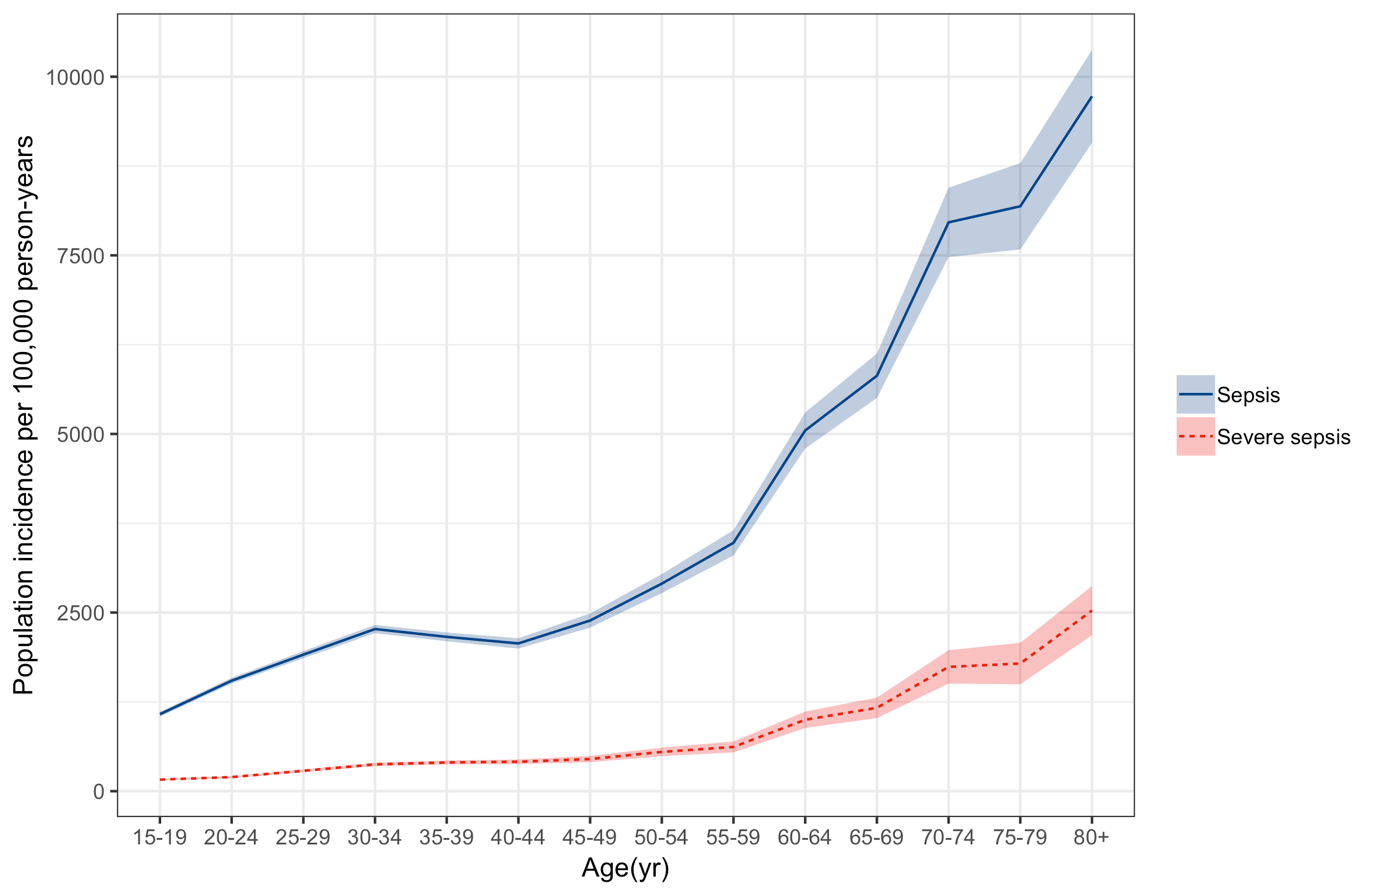 Population incidence per 100,000 person-years
10000
7500
5000
2500
0
15-19 20-24 25-29 30-34 35-39 40-44 45-49 50-54 55-59 60-64 65-69 70-74 75-79 80+
Age(yr)
Sepsis
Severe sepsis